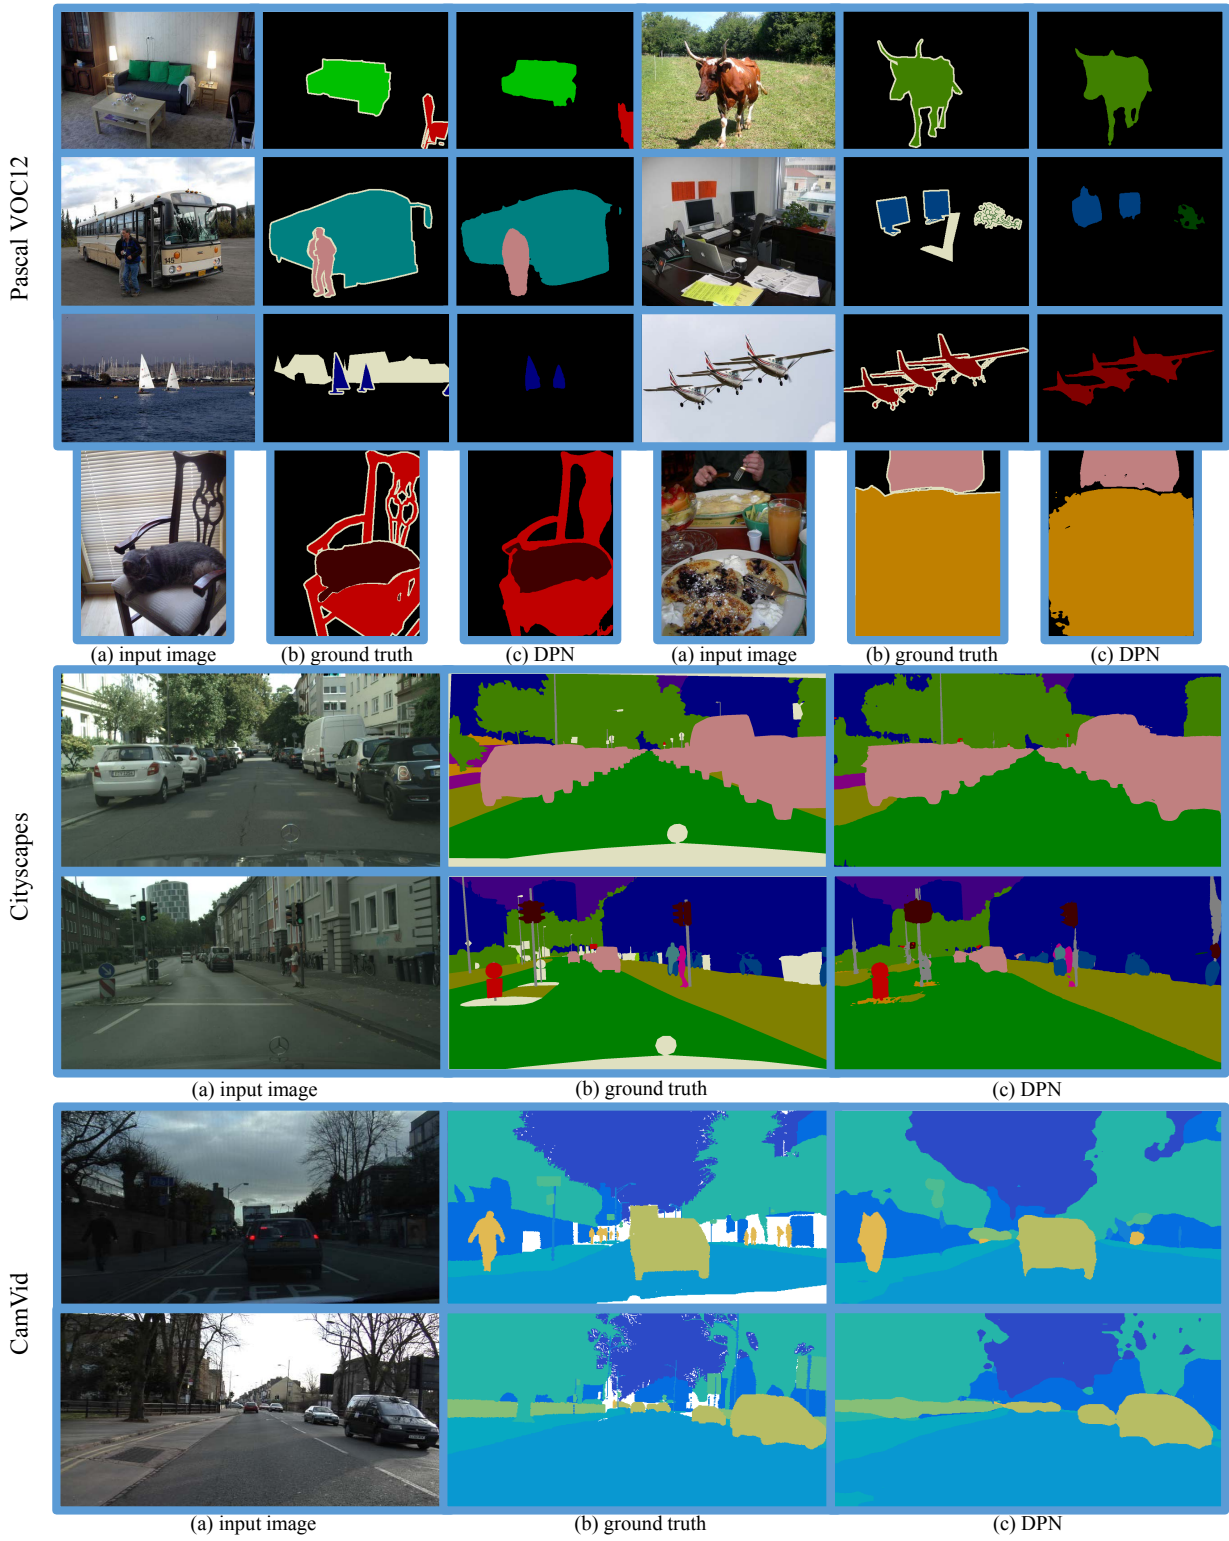 Pascal VOC12
(a) input image
(b) ground truth
(c) DPN
(a) input image
(b) ground truth
(c) DPN
Cityscapes
(a) input image
(b) ground truth
(c) DPN
CamVid
KEEP
(a) input image
(b) ground truth
(c) DPN